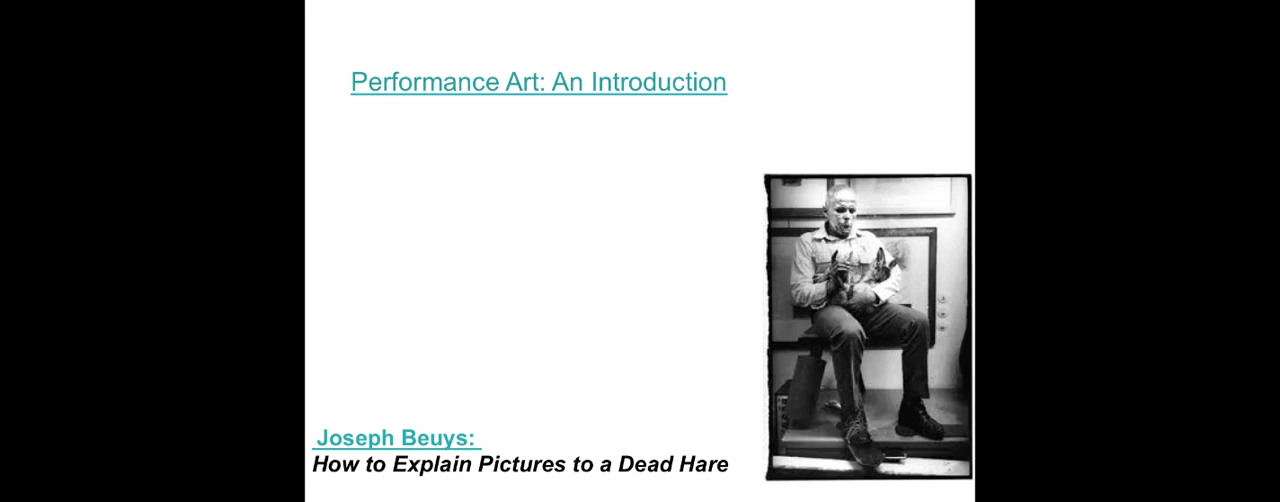 Performance Art: An Introduction
Joseph Beuys:
How to Explain Pictures to a Dead Hare